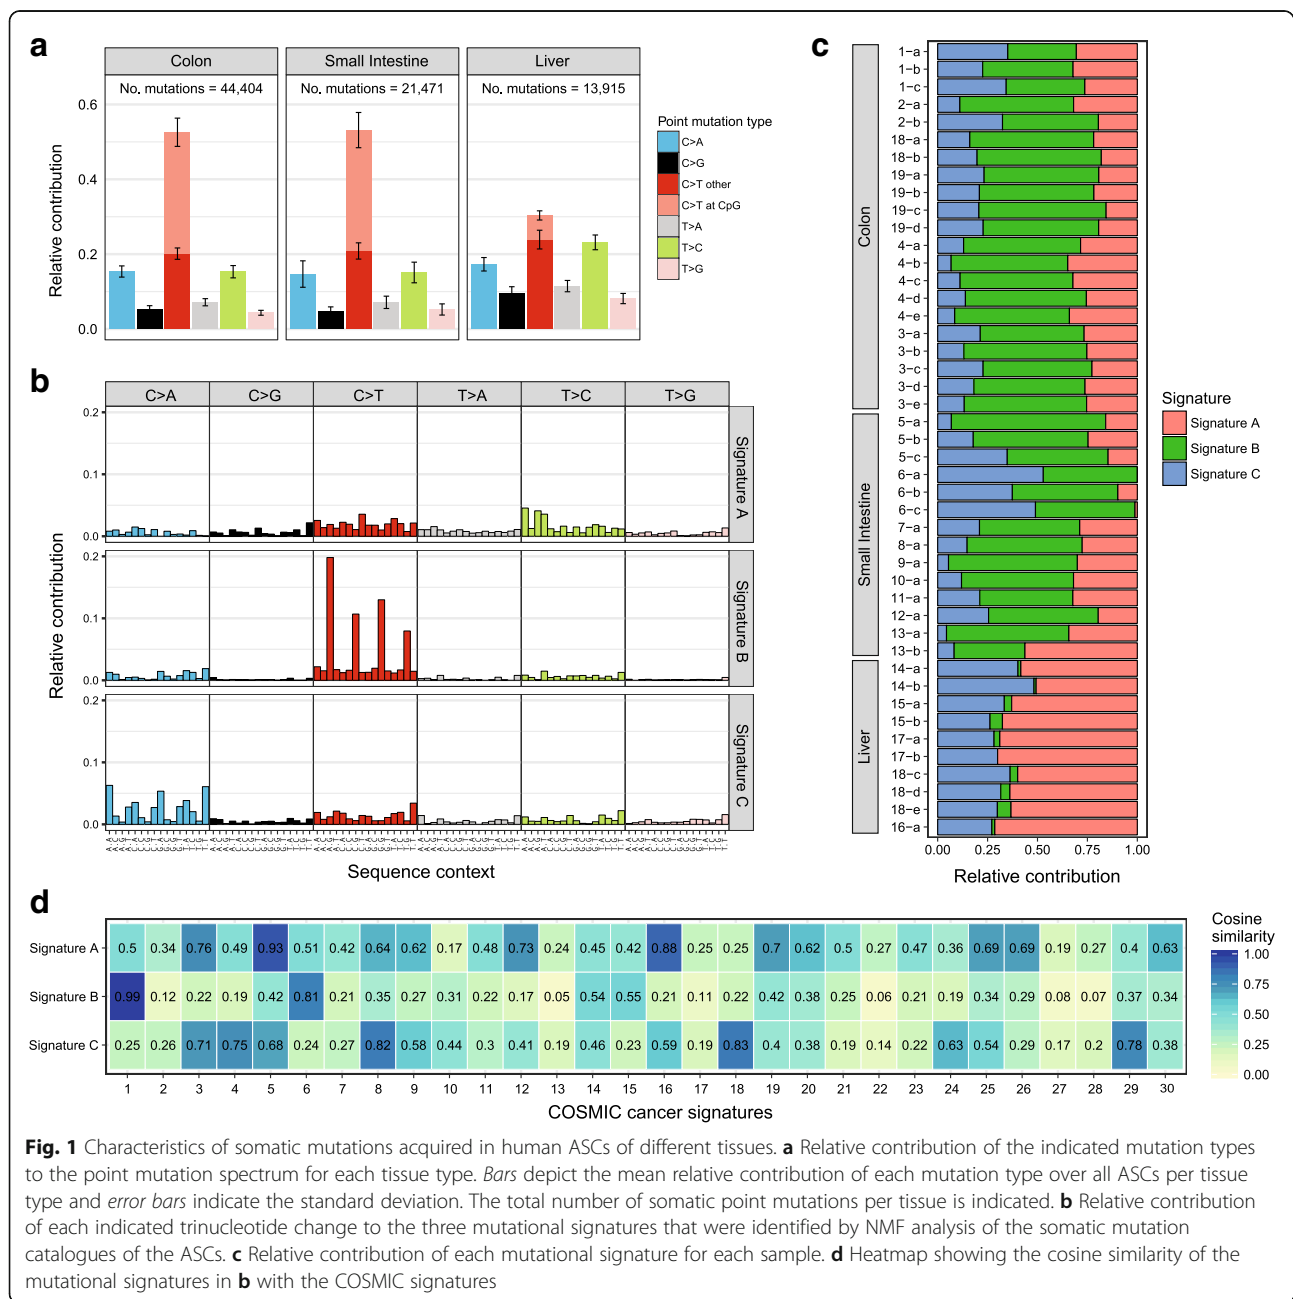 a
Colon
Small Intestine
Liver
No. mutations = 44,404
No. mutations = 21,471
No. mutations = 13,915
Relative contribution
0.6
0.4
0.2
0.0
Point mutation type
C>A
C>G
C>T other
C>T at CpG
T>A
T>C
T>G
b
C>A
C>G
C>T
T>A
T>C
T>G
Relative contribution
0.2
0.1
0.0
Signature A
0.2
0.1
0.0
Signature B
0.2
0.1
0.0
Signature C
Sequence context
c
Colon
1-a
1-b
1-c
2-a
2-b
18-a
18-b
19-a
19-b
19-c
19-d
4-a
4-b
4-c
4-d
4-e
3-a
3-b
3-c
3-d
3-e
Small Intestine
5-a
5-b
5-c
6-a
6-b
6-c
7-a
8-a
9-a
10-a
11-a
12-a
13-a
13-b
Liver
14-a
14-b
15-a
15-b
17-a
17-b
18-c
18-d
18-e
16-a
0.00 0.25 0.50 0.75 1.00
Relative contribution
Signature
Signature A
Signature B
Signature C
d
Signature A 0.5 0.34 0.76 0.49 0.93 0.51 0.42 0.64 0.62 0.17 0.48 0.73 0.24 0.45 0.42 0.88 0.25 0.25 0.7 0.62 0.5 0.27 0.47 0.36 0.69 0.69 0.19 0.27 0.4 0.63
Signature B 0.99 0.12 0.22 0.19 0.42 0.81 0.21 0.35 0.27 0.31 0.22 0.17 0.05 0.54 0.55 0.21 0.11 0.22 0.42 0.38 0.25 0.06 0.21 0.19 0.34 0.29 0.08 0.07 0.37 0.34
Signature C 0.25 0.26 0.71 0.75 0.68 0.24 0.27 0.82 0.58 0.44 0.3 0.41 0.19 0.46 0.23 0.59 0.19 0.83 0.4 0.38 0.19 0.14 0.22 0.63 0.54 0.29 0.17 0.2 0.78 0.38
1 2 3 4 5 6 7 8 9 10 11 12 13 14 15 16 17 18 19 20 21 22 23 24 25 26 27 28 29 30
COSMIC cancer signatures
Cosine
similarity
1.00
0.75
0.50
0.25
0.00
Fig. 1 Characteristics of somatic mutations acquired in human ASCs of different tissues. a Relative contribution of the indicated mutation types
to the point mutation spectrum for each tissue type. Bars depict the mean relative contribution of each mutation type over all ASCs per tissue
type and error bars indicate the standard deviation. The total number of somatic point mutations per tissue is indicated. b Relative contribution
of each indicated trinucleotide change to the three mutational signatures that were identified by NMF analysis of the somatic mutation
catalogues of the ASCs. c Relative contribution of each mutational signature for each sample. d Heatmap showing the cosine similarity of the
mutational signatures in b with the COSMIC signatures